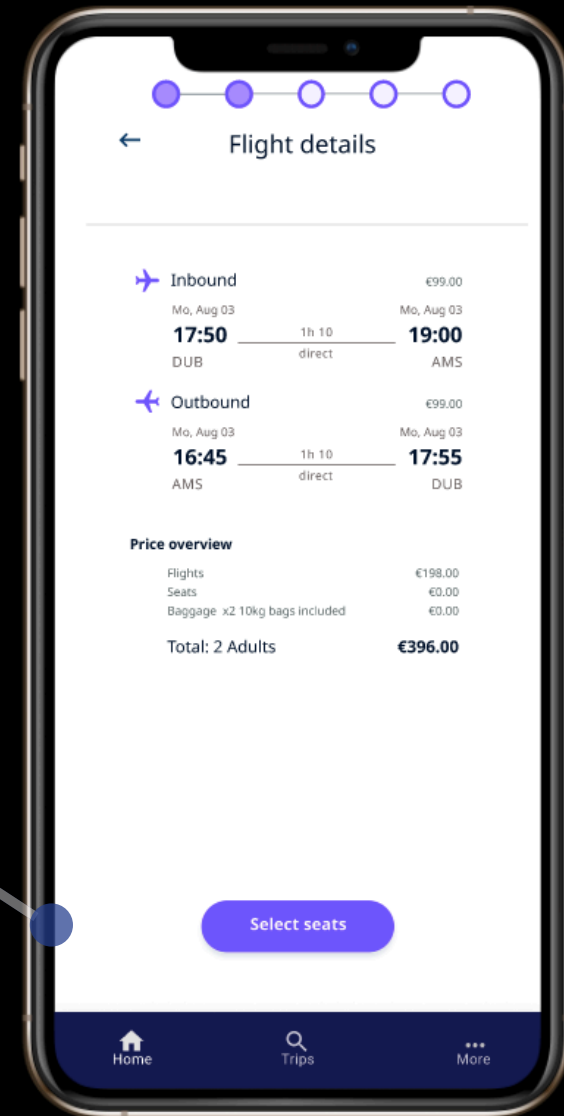 Flight details
Inbound €99.00
Mo, Aug 03 Mo, Aug 03
17:50 1h 10 19:00
DUB direct AMS
Outbound €99.00
Mo, Aug 03 Mo, Aug 03
16:45 1h 10 17:55
AMS direct DUB
Price overview
Flights €198.00
Seats €0.00
Baggage x2 10kg bags included €0.00
Total: 2 Adults €396.00
Select seats
Home Trips More